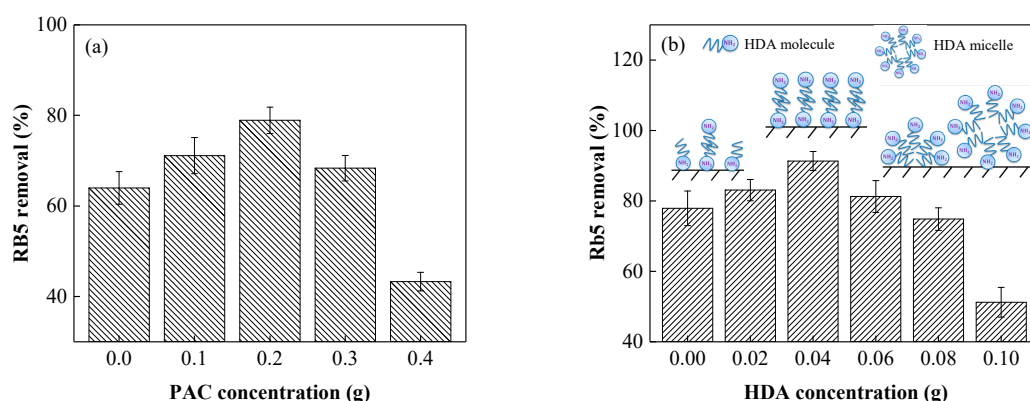 (a)
100
80
60
40
RB5 removal (%)
0.0 0.1 0.2 0.3 0.4
PAC concentration (g)
(b)
HDA molecule
HDA micelle
NH₂
120
100
80
60
40
Rb5 removal (%)
0.00 0.02 0.04 0.06 0.08 0.10
HDA concentration (g)